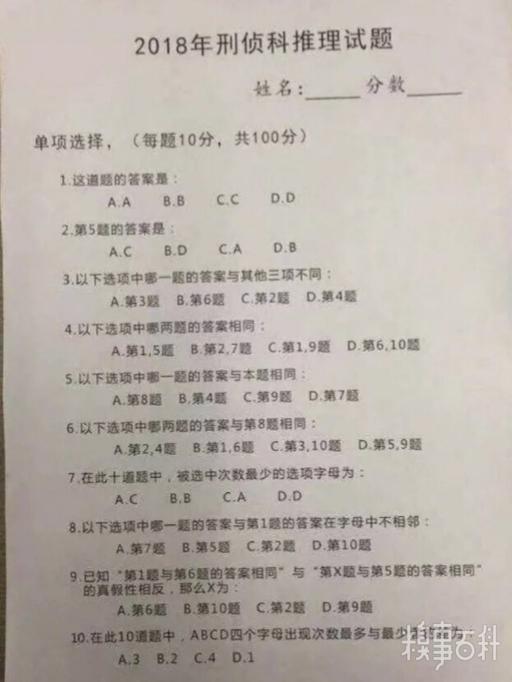 2018年刑侦科推理试题
姓名:_____ 分数_____
单项选择，（每题10分，共100分）
1.这道题的答案是：
A.A B.B C.C D.D
2.第5题的答案是：
A.C B.D C.A D.B
3.以下选项中哪一题的答案与其他三项不同：
A.第3题 B.第6题 C.第2题 D.第4题
4.以下选项中哪两题的答案相同：
A.第1,5题 B.第2,7题 C.第1,9题 D.第6,10题
5.以下选项中哪一题的答案与本题相同：
A.第8题 B.第4题 C.第9题 D.第7题
6.以下选项中哪两题的答案与第8题相同：
A.第2,4题 B.第1,6题 C.第3,10题 D.第5,9题
7.在此十道题中，被选中次数最少的选项字母为：
A.C B.B C.A D.D
8.以下选项中哪一题的答案与第1题的答案在字母中不相邻：
A.第7题 B.第5题 C.第2题 D.第10题
9.已知“第1题与第6题的答案相同”与“第X题与第5题的答案相同”
的真假性相反，那么X为：
A.第6题 B.第10题 C.第2题 D.第9题
10.在此10道题中，ABCD四个字母出现次数最多与最少
A.3 B.2 C.4 D.1
糗事百科